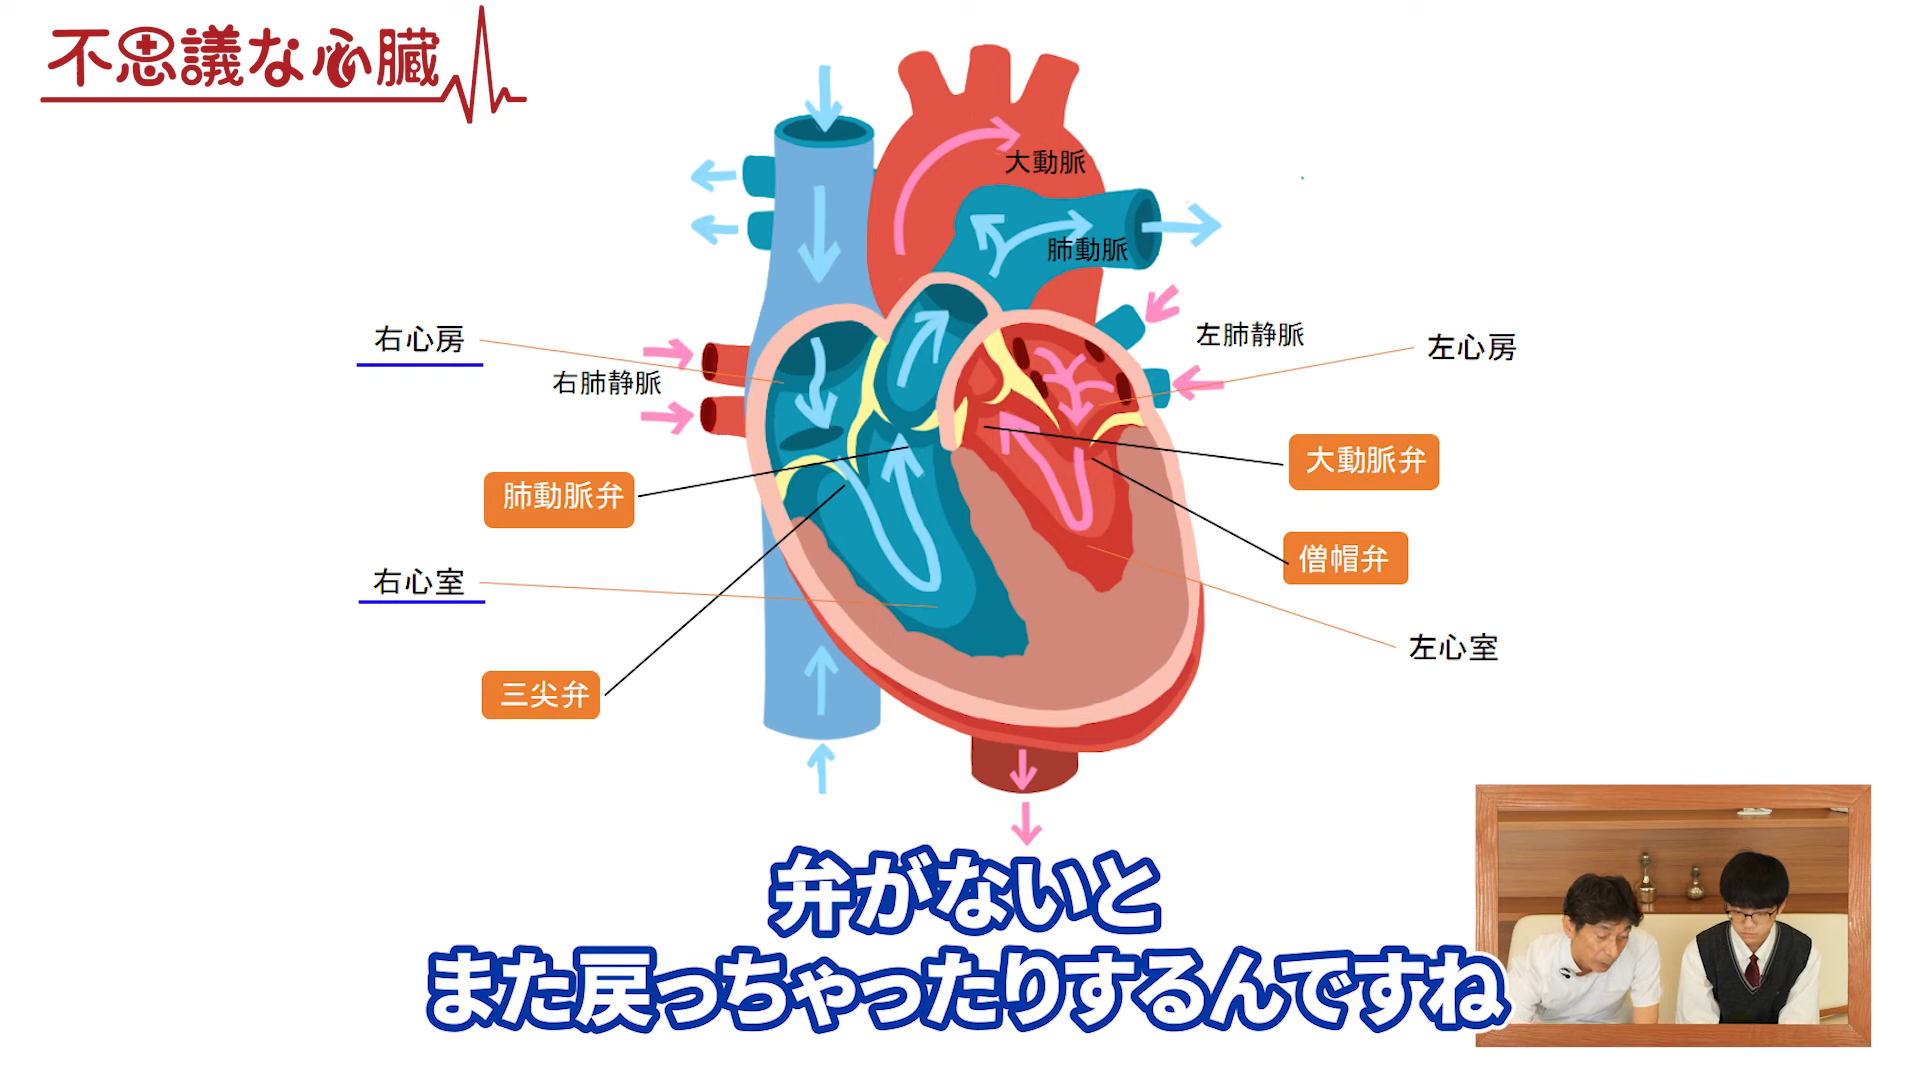 不思議な心臓
大動脈
肺動脈
左肺静脈
右心房
左心房
右肺静脈
大動脈弁
肺動脈弁
僧帽弁
右心室
左心室
三尖弁
弁がないと
また戻っちゃったりするんですね